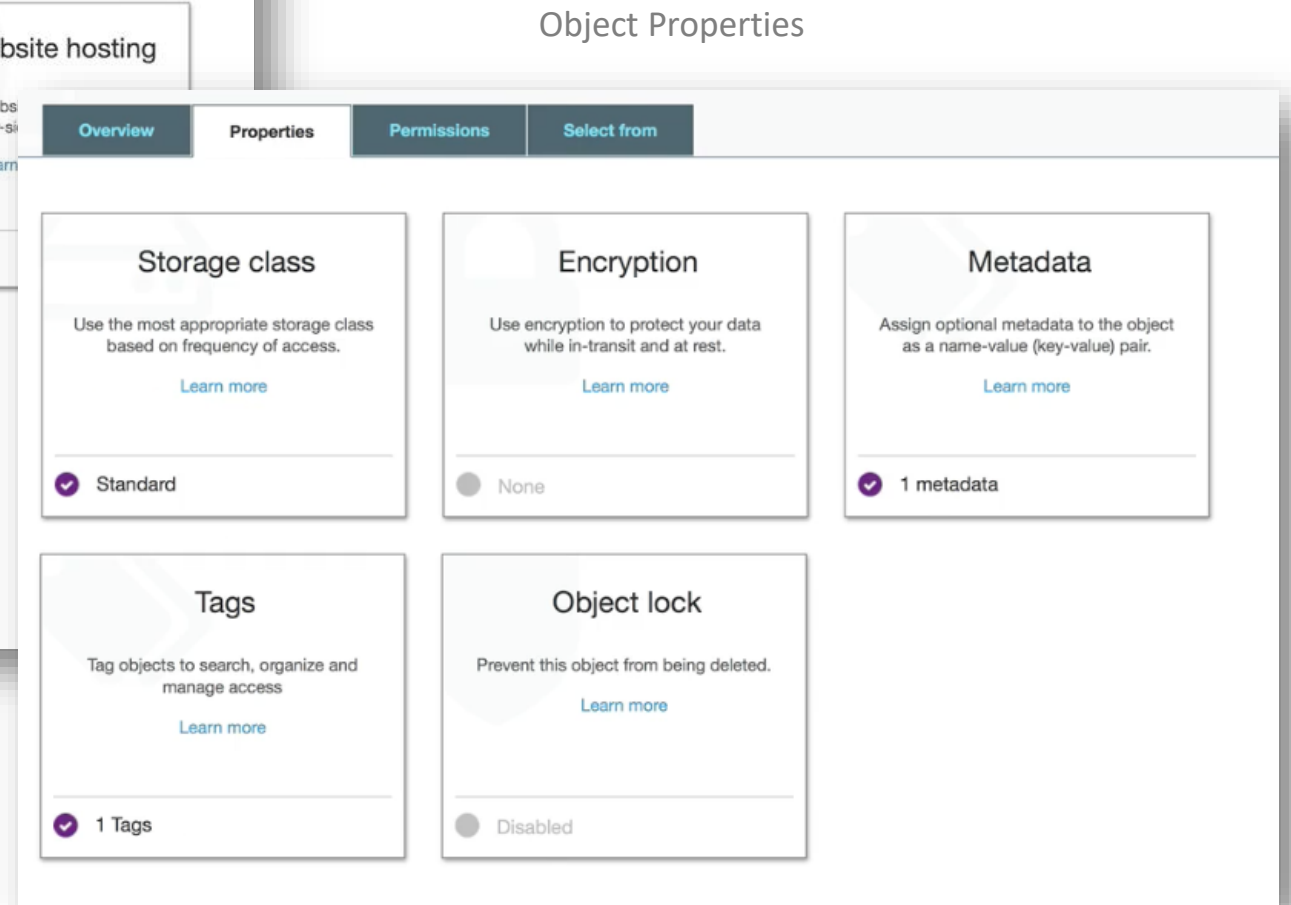 Object Properties
bsite hosting
Overview
Properties
Permissions
Select from
Storage class
Use the most appropriate storage class
based on frequency of access.
Learn more
Standard
Encryption
Use encryption to protect your data
while in-transit and at rest.
Learn more
None
Metadata
Assign optional metadata to the object
as a name-value (key-value) pair.
Learn more
1 metadata
Tags
Tag objects to search, organize and
manage access
Learn more
1 Tags
Object lock
Prevent this object from being deleted.
Learn more
Disabled